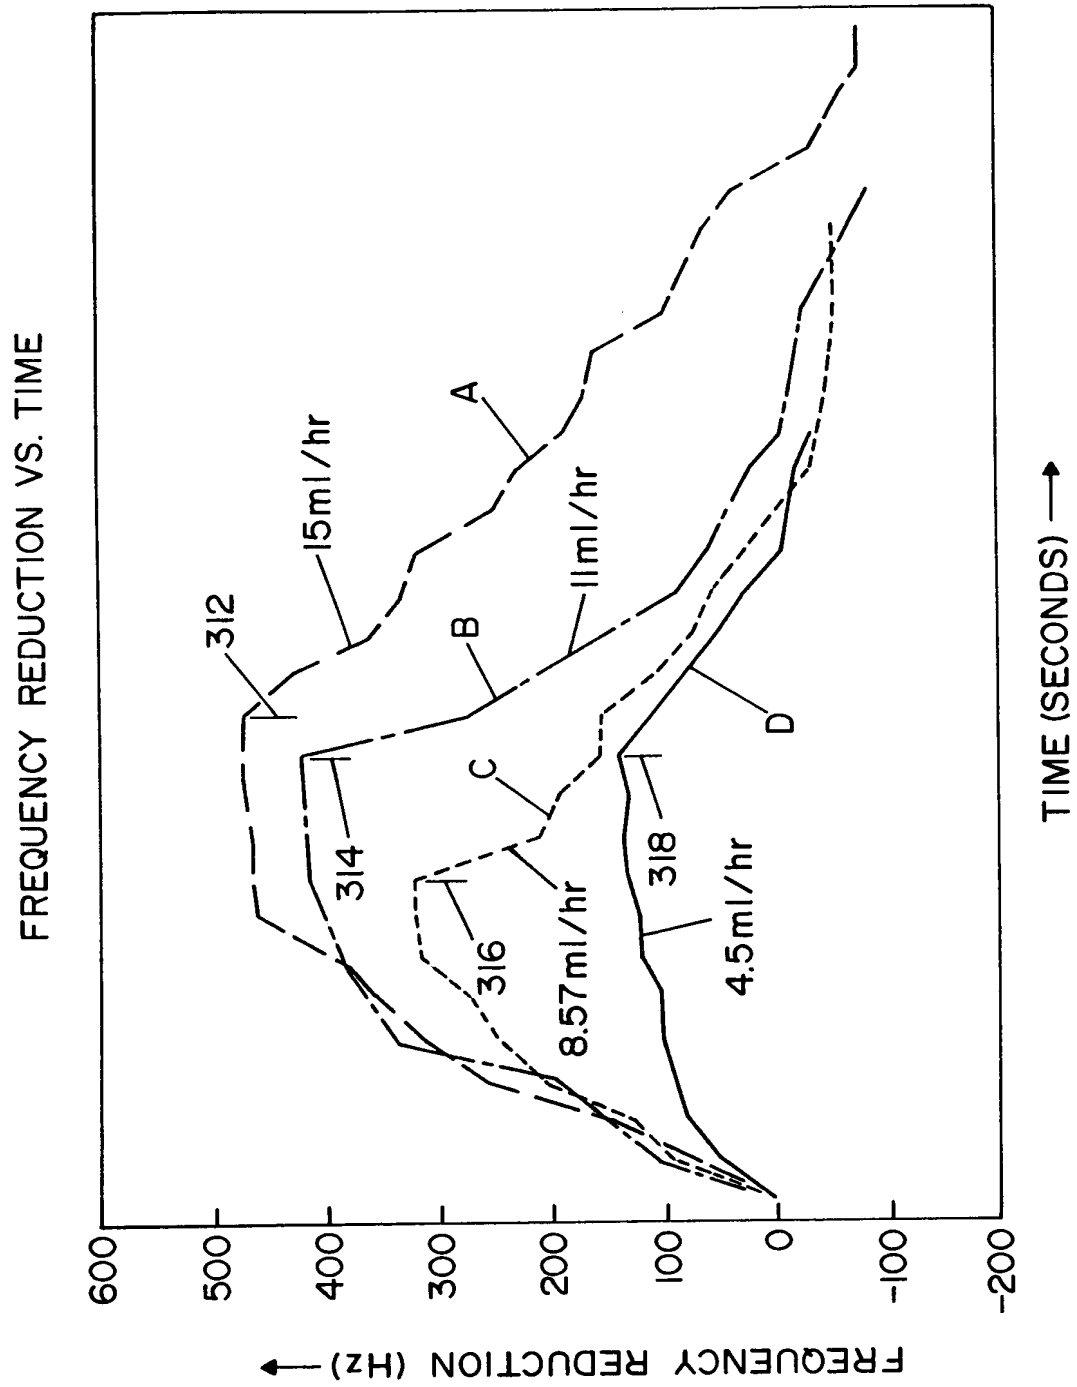 FREQUENCY REDUCTION VS. TIME
FREQUENCY REDUCTION (Hz)
600
500
400
300
200
100
0
-100
-200
312
15ml/hr
A
314
B
11ml/hr
316
C
8.57ml/hr
318
D
4.5ml/hr
TIME (SECONDS)